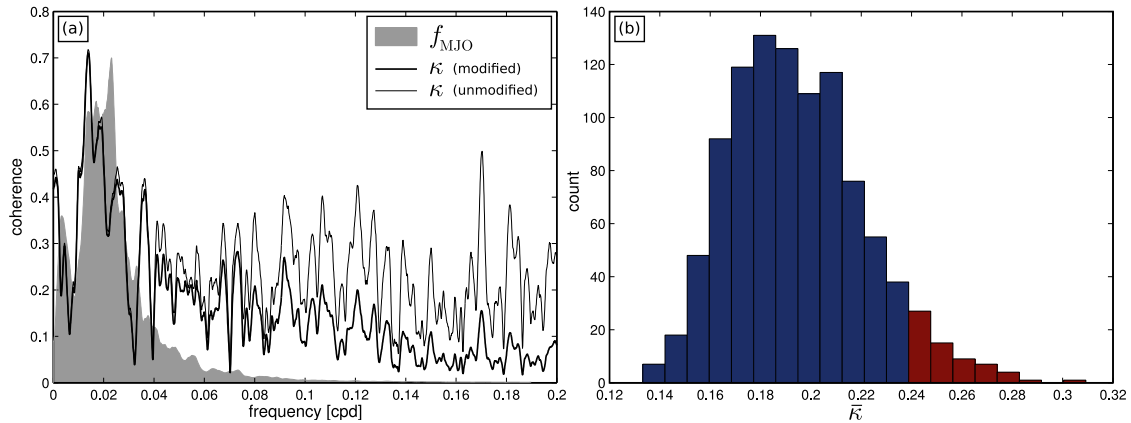 (a)
f_MJO
κ (modified)
κ (unmodified)
0.8
0.7
0.6
0.5
0.4
0.3
0.2
0.1
0
coherence
0 0.02 0.04 0.06 0.08 0.1 0.12 0.14 0.16 0.18 0.2
frequency [cpd]
(b)
140
120
100
80
60
40
20
0
count
0.12 0.14 0.16 0.18 0.2 0.22 0.24 0.26 0.28 0.3 0.32
κ̄